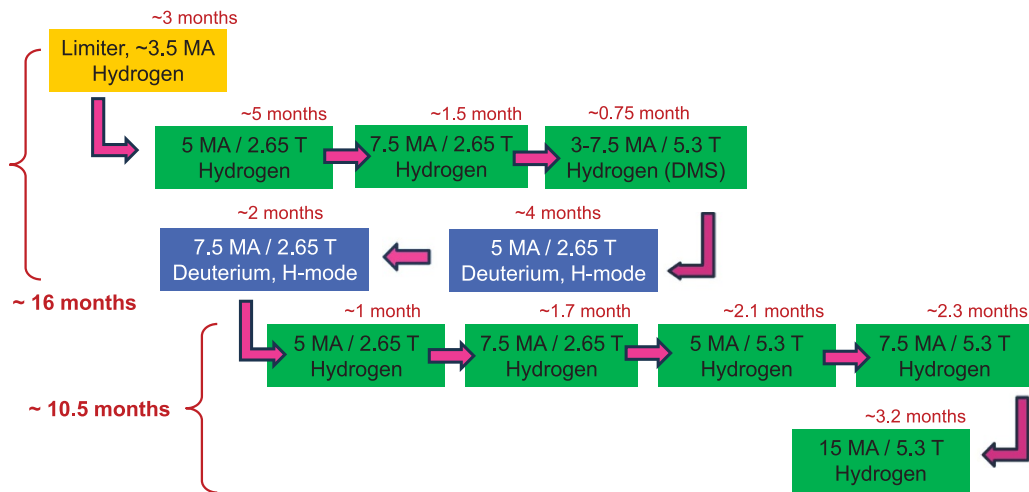 ~3 months
Limiter, ~3.5 MA
Hydrogen
~5 months
5 MA / 2.65 T
Hydrogen
~1.5 month
7.5 MA / 2.65 T
Hydrogen
~0.75 month
3-7.5 MA / 5.3 T
Hydrogen (DMS)
~4 months
5 MA / 2.65 T
Deuterium, H-mode
~2 months
7.5 MA / 2.65 T
Deuterium, H-mode
~ 16 months
~1 month
5 MA / 2.65 T
Hydrogen
~1.7 month
7.5 MA / 2.65 T
Hydrogen
~2.1 months
5 MA / 5.3 T
Hydrogen
~2.3 months
7.5 MA / 5.3 T
Hydrogen
~ 10.5 months
~3.2 months
15 MA / 5.3 T
Hydrogen